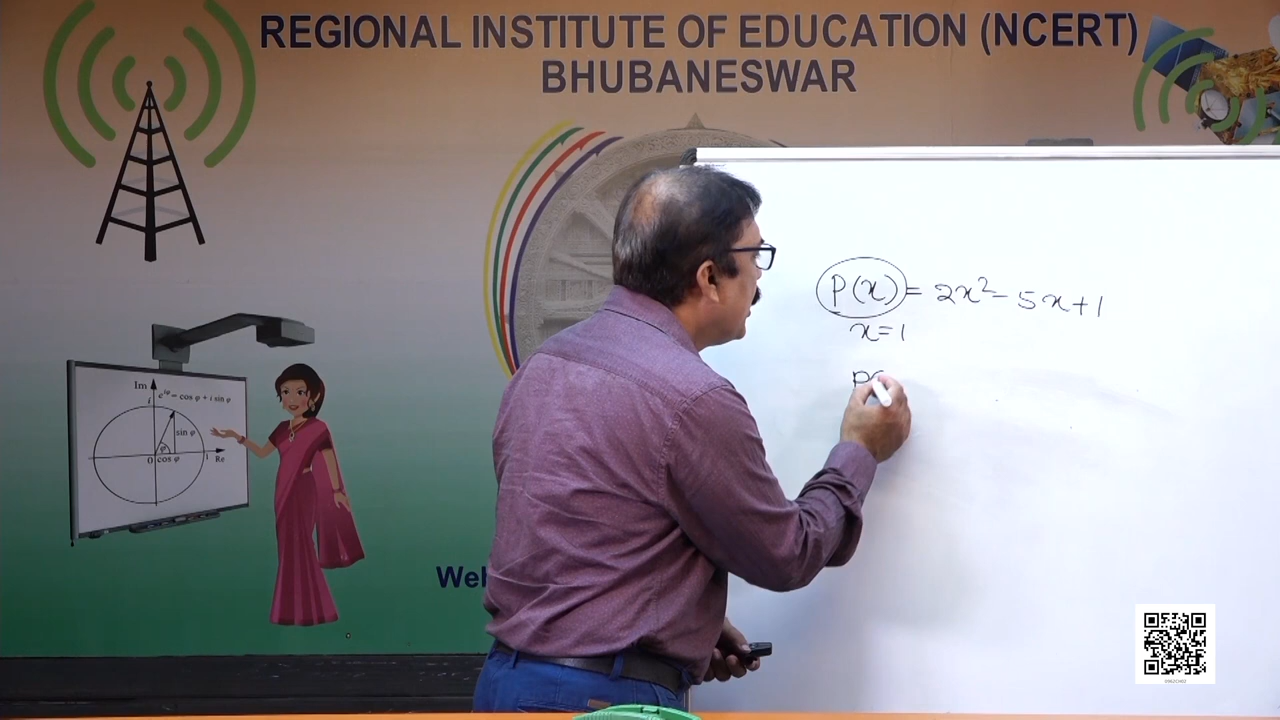 REGIONAL INSTITUTE OF EDUCATION (NCERT)
BHUBANESWAR
P(x) = 2x² - 5x + 1
x = 1
P(
Im
i
e^iφ = cos φ + i sin φ
sin φ
φ
0 cos φ 1 Re
Wel